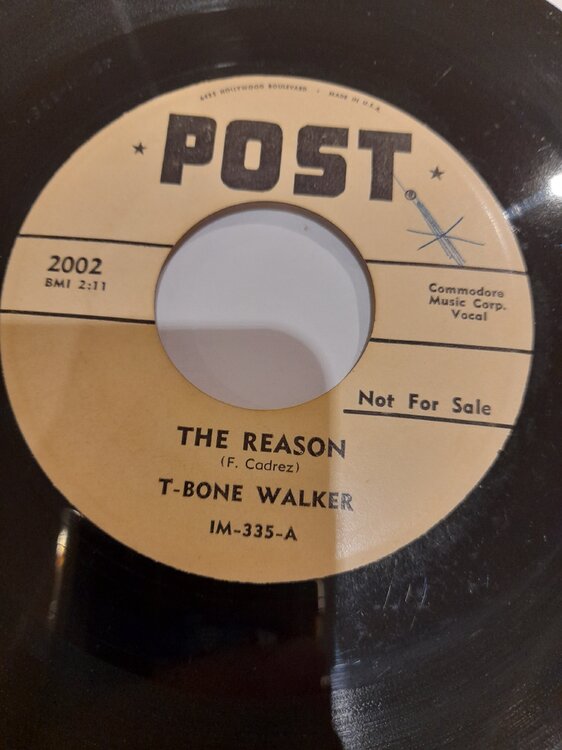 6425 HOLLYWOOD BOULEVARD • MADE IN U.S.A.
★ POST ★
®
2002
BMI 2:11
Commodore
Music Corp.
Vocal
Not For Sale
THE REASON
(F. Cadrez)
T-BONE WALKER
IM-335-A